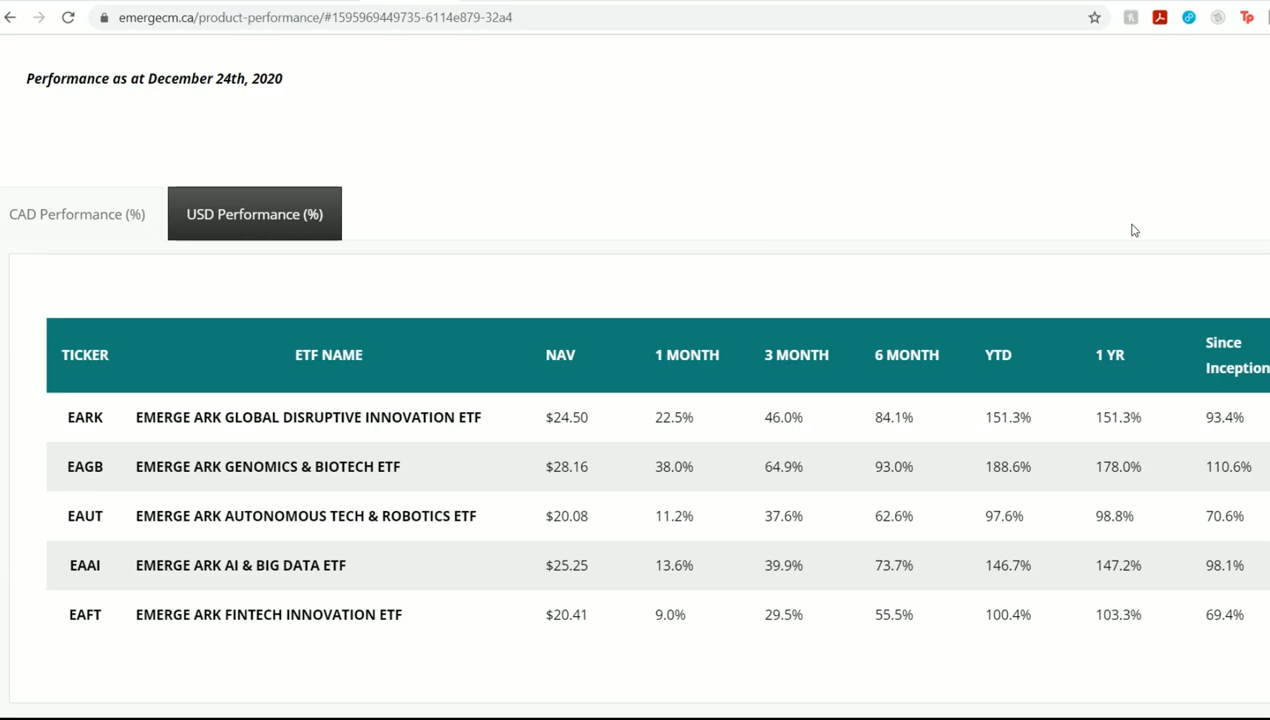 emergecm.ca/product-performance/#1595969449735-6114e879-32a4
Performance as at December 24th, 2020
CAD Performance (%) USD Performance (%)
TICKER ETF NAME NAV 1 MONTH 3 MONTH 6 MONTH YTD 1 YR Since Inception
EARK EMERGE ARK GLOBAL DISRUPTIVE INNOVATION ETF $24.50 22.5% 46.0% 84.1% 151.3% 151.3% 93.4%
EAGB EMERGE ARK GENOMICS & BIOTECH ETF $28.16 38.0% 64.9% 93.0% 188.6% 178.0% 110.6%
EAUT EMERGE ARK AUTONOMOUS TECH & ROBOTICS ETF $20.08 11.2% 37.6% 62.6% 97.6% 98.8% 70.6%
EAAI EMERGE ARK AI & BIG DATA ETF $25.25 13.6% 39.9% 73.7% 146.7% 147.2% 98.1%
EAFT EMERGE ARK FINTECH INNOVATION ETF $20.41 9.0% 29.5% 55.5% 100.4% 103.3% 69.4%